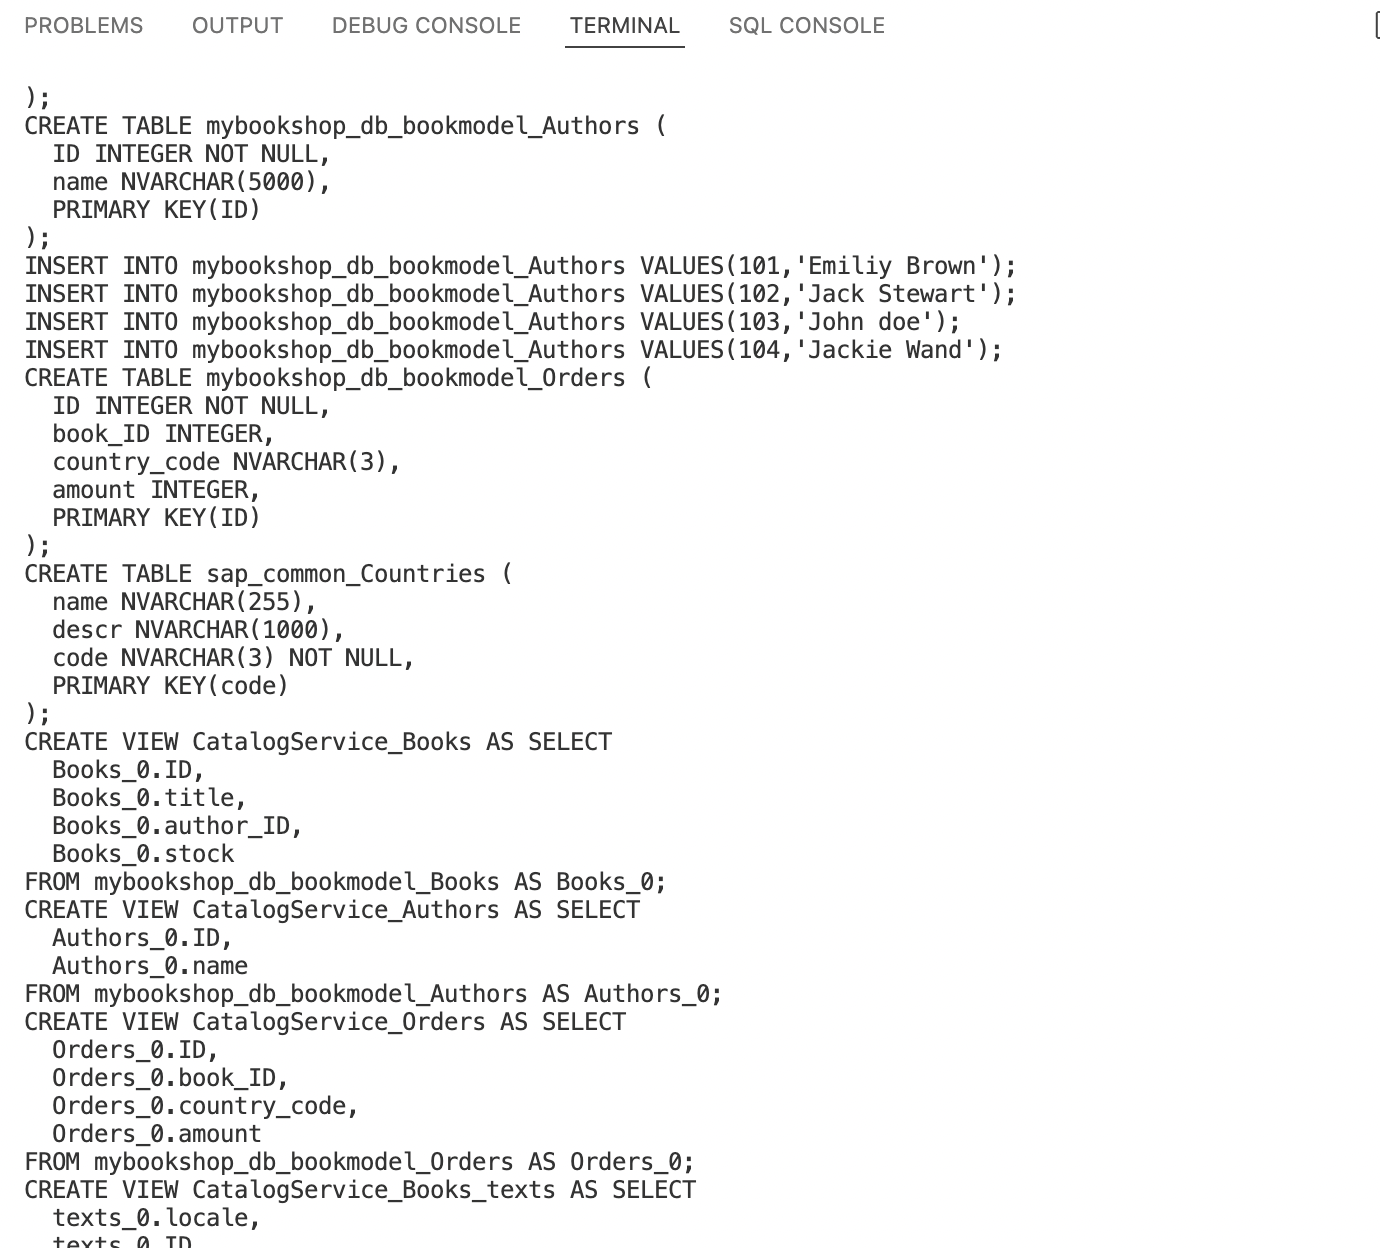 PROBLEMS OUTPUT DEBUG CONSOLE TERMINAL SQL CONSOLE
);
CREATE TABLE mybookshop_db_bookmodel_Authors (
  ID INTEGER NOT NULL,
  name NVARCHAR(5000),
  PRIMARY KEY(ID)
);
INSERT INTO mybookshop_db_bookmodel_Authors VALUES(101,'Emiliy Brown');
INSERT INTO mybookshop_db_bookmodel_Authors VALUES(102,'Jack Stewart');
INSERT INTO mybookshop_db_bookmodel_Authors VALUES(103,'John doe');
INSERT INTO mybookshop_db_bookmodel_Authors VALUES(104,'Jackie Wand');
CREATE TABLE mybookshop_db_bookmodel_Orders (
  ID INTEGER NOT NULL,
  book_ID INTEGER,
  country_code NVARCHAR(3),
  amount INTEGER,
  PRIMARY KEY(ID)
);
CREATE TABLE sap_common_Countries (
  name NVARCHAR(255),
  descr NVARCHAR(1000),
  code NVARCHAR(3) NOT NULL,
  PRIMARY KEY(code)
);
CREATE VIEW CatalogService_Books AS SELECT
  Books_0.ID,
  Books_0.title,
  Books_0.author_ID,
  Books_0.stock
FROM mybookshop_db_bookmodel_Books AS Books_0;
CREATE VIEW CatalogService_Authors AS SELECT
  Authors_0.ID,
  Authors_0.name
FROM mybookshop_db_bookmodel_Authors AS Authors_0;
CREATE VIEW CatalogService_Orders AS SELECT
  Orders_0.ID,
  Orders_0.book_ID,
  Orders_0.country_code,
  Orders_0.amount
FROM mybookshop_db_bookmodel_Orders AS Orders_0;
CREATE VIEW CatalogService_Books_texts AS SELECT
  texts_0.locale,
  texts_0.ID